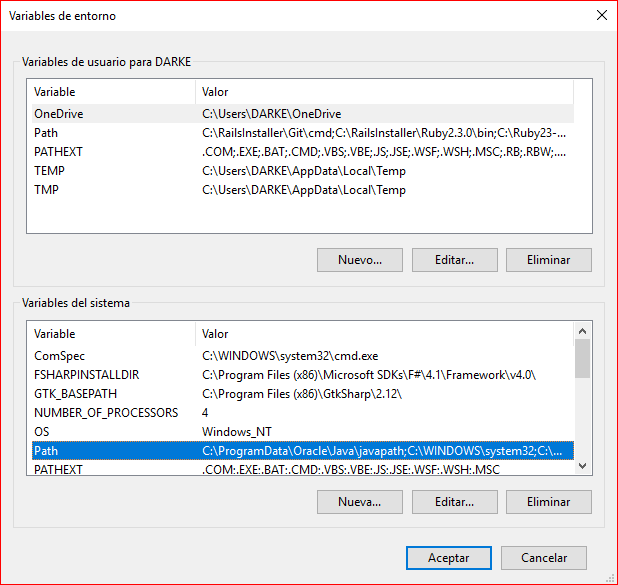 Variables de entorno
Variables de usuario para DARKE
Variable Valor
OneDrive C:\Users\DARKE\OneDrive
Path C:\RailsInstaller\Git\cmd;C:\RailsInstaller\Ruby2.3.0\bin;C:\Ruby23-...
PATHEXT .COM;.EXE;.BAT;.CMD;.VBS;.VBE;.JS;.JSE;.WSF;.WSH;.MSC;.RB;.RBW;....
TEMP C:\Users\DARKE\AppData\Local\Temp
TMP C:\Users\DARKE\AppData\Local\Temp
Nuevo... Editar... Eliminar
Variables del sistema
Variable Valor
ComSpec C:\WINDOWS\system32\cmd.exe
FSHARPINSTALLDIR C:\Program Files (x86)\Microsoft SDKs\F#\4.1\Framework\v4.0\
GTK_BASEPATH C:\Program Files (x86)\GtkSharp\2.12\
NUMBER_OF_PROCESSORS 4
OS Windows_NT
Path C:\ProgramData\Oracle\Java\javapath;C:\WINDOWS\system32;C:\...
PATHEXT .COM;.EXE;.BAT;.CMD;.VBS;.VBE;.JS;.JSE;.WSF;.WSH;.MSC
Nueva... Editar... Eliminar
Aceptar Cancelar